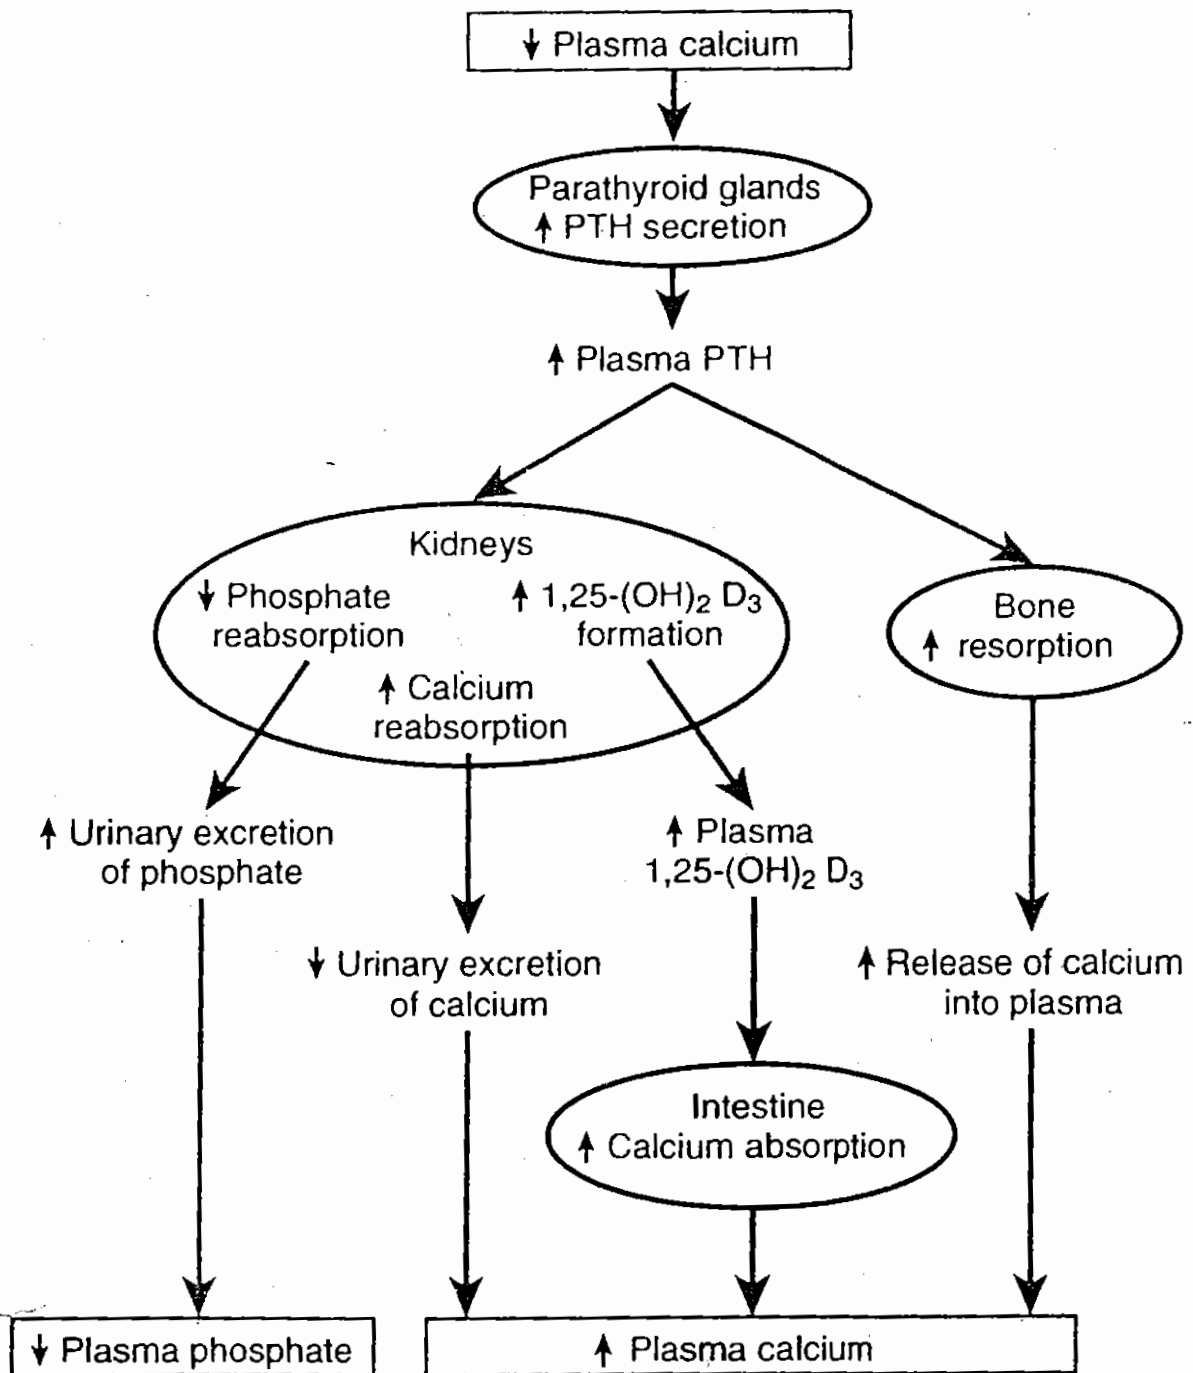 ↓ Plasma calcium
Parathyroid glands
↑ PTH secretion
↑ Plasma PTH
Kidneys
↓ Phosphate
reabsorption
↑ 1,25-(OH)₂ D₃
formation
↑ Calcium
reabsorption
Bone
↑ resorption
↑ Urinary excretion
of phosphate
↑ Plasma
1,25-(OH)₂ D₃
↓ Urinary excretion
of calcium
↑ Release of calcium
into plasma
Intestine
↑ Calcium absorption
↓ Plasma phosphate
↑ Plasma calcium